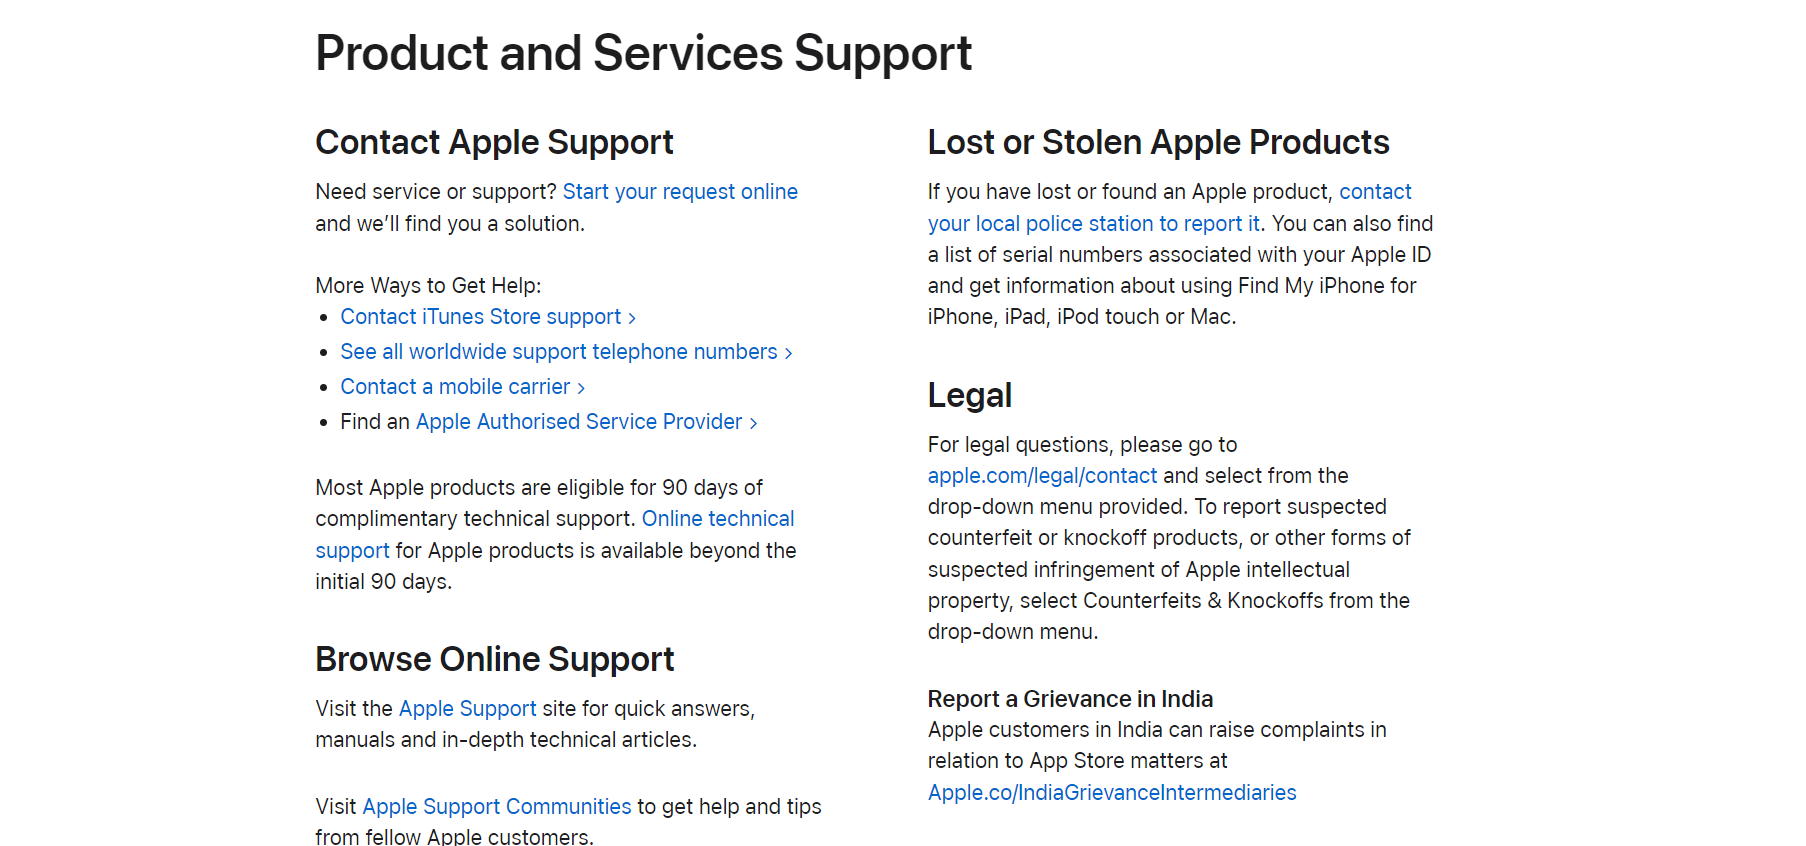 Product and Services Support
Contact Apple Support
Need service or support? Start your request online
and we’ll find you a solution.
More Ways to Get Help:
• Contact iTunes Store support >
• See all worldwide support telephone numbers >
• Contact a mobile carrier >
• Find an Apple Authorised Service Provider >
Most Apple products are eligible for 90 days of
complimentary technical support. Online technical
support for Apple products is available beyond the
initial 90 days.
Browse Online Support
Visit the Apple Support site for quick answers,
manuals and in-depth technical articles.
Visit Apple Support Communities to get help and tips
from fellow Apple customers.
Lost or Stolen Apple Products
If you have lost or found an Apple product, contact
your local police station to report it. You can also find
a list of serial numbers associated with your Apple ID
and get information about using Find My iPhone for
iPhone, iPad, iPod touch or Mac.
Legal
For legal questions, please go to
apple.com/legal/contact and select from the
drop-down menu provided. To report suspected
counterfeit or knockoff products, or other forms of
suspected infringement of Apple intellectual
property, select Counterfeits & Knockoffs from the
drop-down menu.
Report a Grievance in India
Apple customers in India can raise complaints in
relation to App Store matters at
Apple.co/IndiaGrievanceIntermediaries